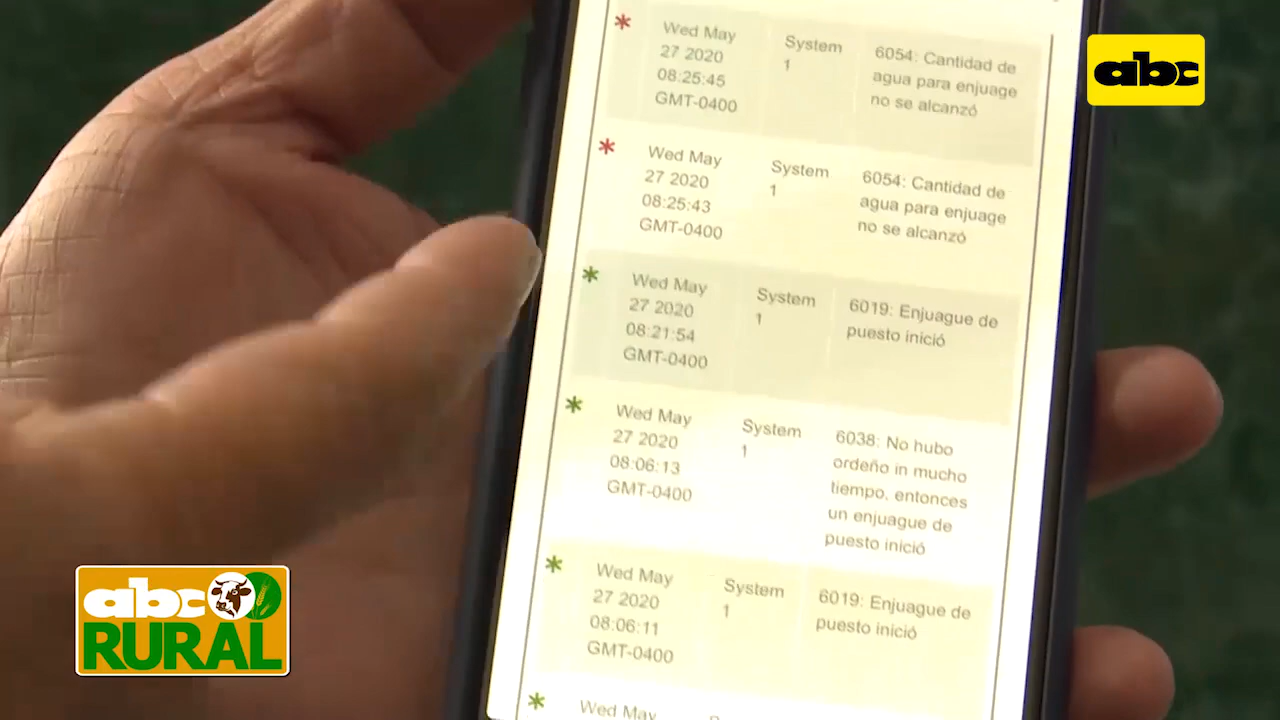 Wed May
27 2020
08:25:45
GMT-0400
System
1
6054: Cantidad de
agua para enjuage
no se alcanzó
Wed May
27 2020
08:25:43
GMT-0400
System
1
6054: Cantidad de
agua para enjuage
no se alcanzó
Wed May
27 2020
08:21:54
GMT-0400
System
1
6019: Enjuague de
puesto inició
Wed May
27 2020
08:06:13
GMT-0400
System
1
6038: No hubo
ordeño in mucho
tiempo, entonces
un enjuague de
puesto inició
Wed May
27 2020
08:06:11
GMT-0400
System
1
6019: Enjuague de
puesto inició
Wed May
abc
abc
RURAL